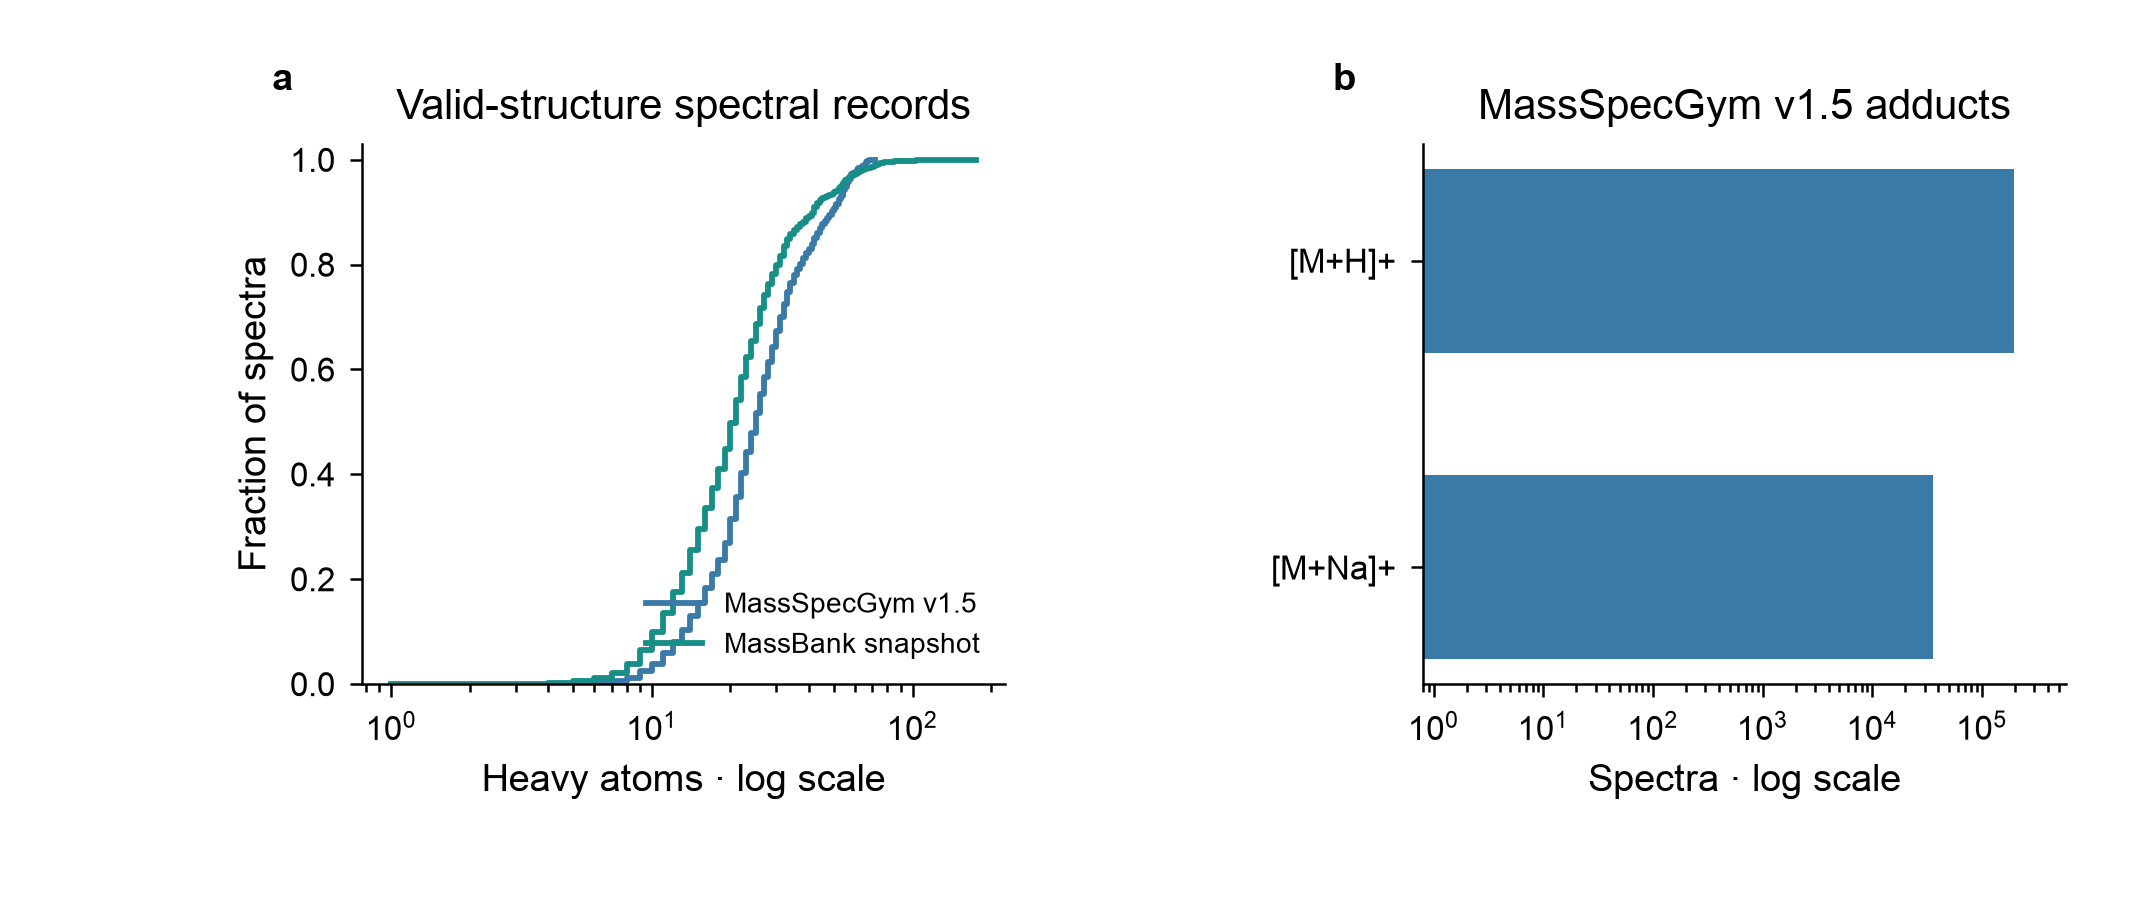 a
Valid-structure spectral records
Fraction of spectra
1.0
0.8
0.6
0.4
0.2
0.0
MassSpecGym v1.5
MassBank snapshot
10⁰
10¹
10²
Heavy atoms · log scale
b
MassSpecGym v1.5 adducts
[M+H]+
[M+Na]+
10⁰
10¹
10²
10³
10⁴
10⁵
Spectra · log scale